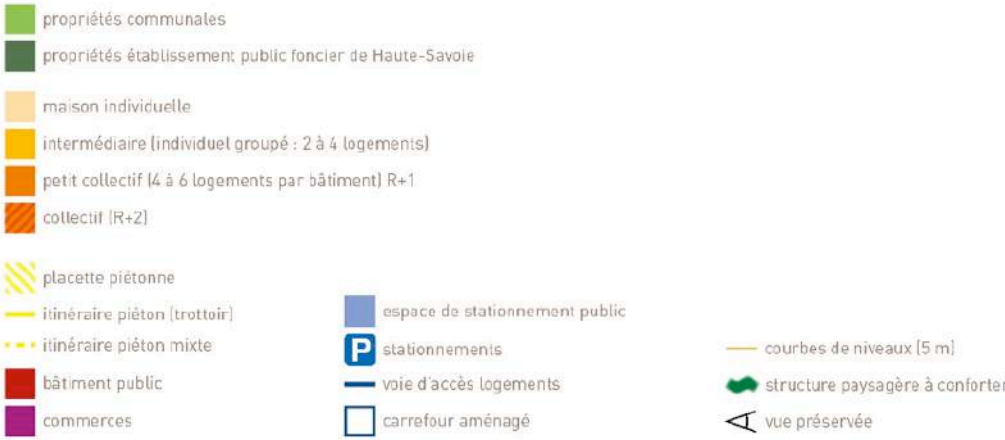 propriétés communales
propriétés établissement public foncier de Haute-Savoie
maison individuelle
intermédiaire (individuel groupé : 2 à 4 logements)
petit collectif (4 à 6 logements par bâtiment) R+1
collectif (R+2)
placette piétonne
itinéraire piéton (trottoir)
itinéraire piéton mixte
bâtiment public
commerces
espace de stationnement public
P stationnements
voie d'accès logements
carrefour aménagé
courbes de niveaux (5 m)
structure paysagère à conforter
vue préservée